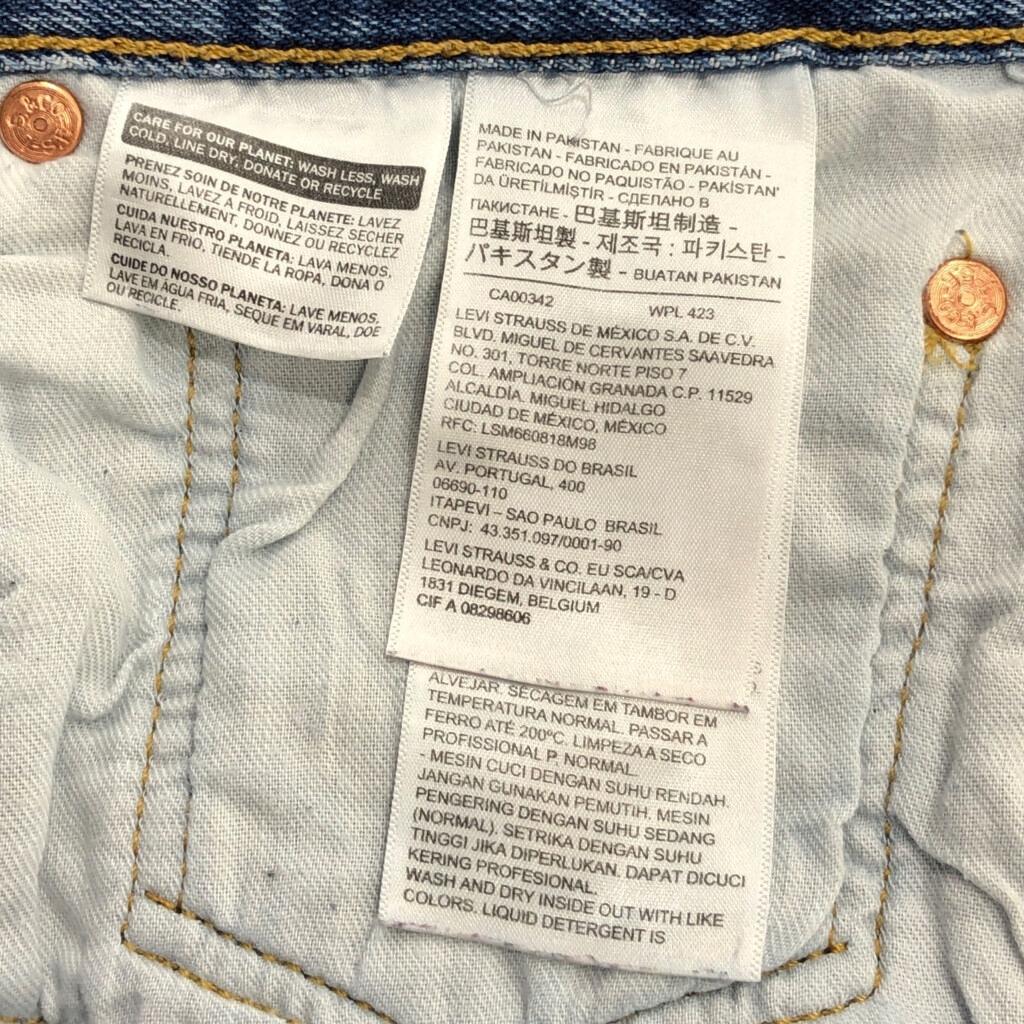 & CO
CARE FOR OUR PLANET: WASH LESS, WASH
COLD, LINE DRY, DONATE OR RECYCLE
PRENEZ SOIN DE NOTRE PLANETE: LAVEZ
MOINS, LAVEZ A FROID, LAISSEZ SECHER
NATURELLEMENT, DONNEZ OU RECYCLEZ
CUIDA NUESTRO PLANETA: LAVA MENOS,
LAVA EN FRIO, TIENDE LA ROPA, DONA O
RECICLA.
CUIDE DO NOSSO PLANETA: LAVE MENOS.
LAVE EM ÁGUA FRIA, SEQUE EM VARAL, DOE
OU RECICLE.
MADE IN PAKISTAN - FABRIQUE AU
PAKISTAN - FABRICADO EN PAKISTÁN -
FABRICADO NO PAQUISTÃO - PAKİSTAN'
DA ÜRETİLMİSTİR - СДЕЛАНО В
ПАКИСТАНЕ - 巴基斯坦制造 -
巴基斯坦製 - 제조국 : 파키스탄 -
パキスタン製 - BUATAN PAKISTAN
CA00342 WPL 423
LEVI STRAUSS DE MÉXICO S.A. DE C.V.
BLVD. MIGUEL DE CERVANTES SAAVEDRA
NO. 301, TORRE NORTE PISO 7
COL. AMPLIACIÓN GRANADA C.P. 11529
ALCALDÍA. MIGUEL HIDALGO
CIUDAD DE MÉXICO, MÉXICO
RFC: LSM660818M98
LEVI STRAUSS DO BRASIL
AV. PORTUGAL, 400
06690-110
ITAPEVI – SAO PAULO BRASIL
CNPJ: 43.351.097/0001-90
LEVI STRAUSS & CO. EU SCA/CVA
LEONARDO DA VINCILAAN, 19 - D
1831 DIEGEM, BELGIUM
CIF A 08298606
ALVEJAR. SECAGEM EM TAMBOR EM
TEMPERATURA NORMAL. PASSAR A
FERRO ATÉ 200ºC. LIMPEZA A SECO
PROFISSIONAL P. NORMAL.
- MESIN CUCI DENGAN SUHU RENDAH.
JANGAN GUNAKAN PEMUTIH. MESIN
PENGERING DENGAN SUHU SEDANG
(NORMAL). SETRIKA DENGAN SUHU
TINGGI JIKA DIPERLUKAN. DAPAT DICUCI
KERING PROFESIONAL.
WASH AND DRY INSIDE OUT WITH LIKE
COLORS. LIQUID DETERGENT IS